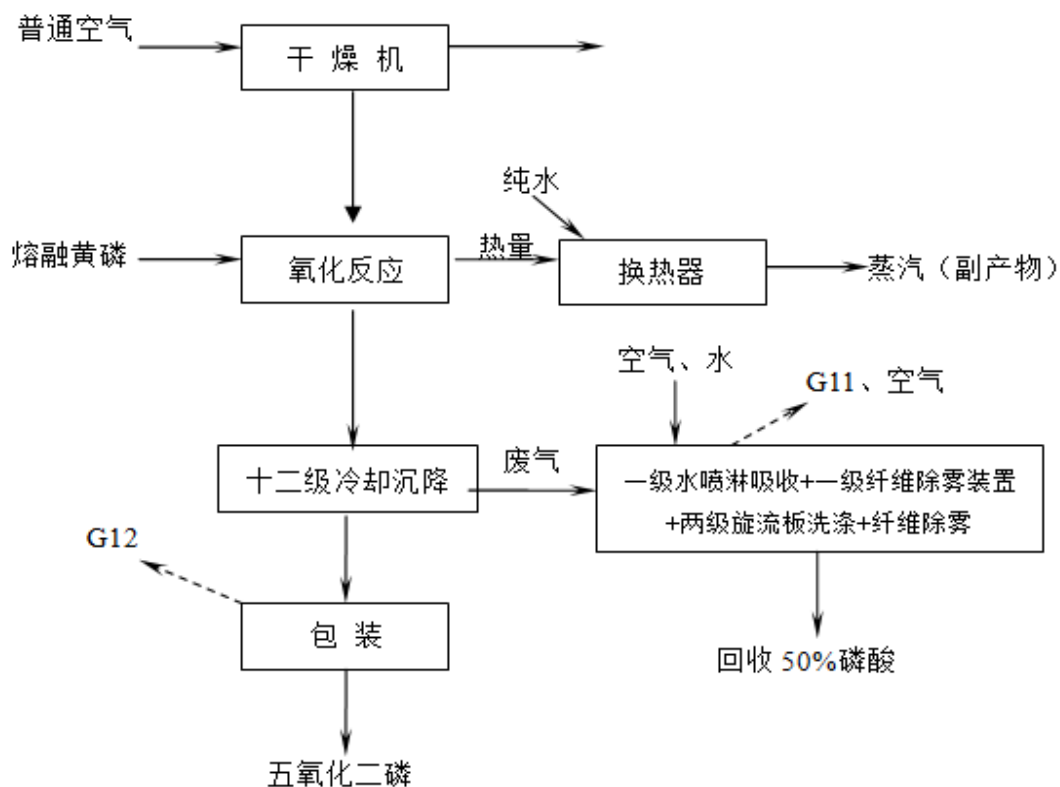 普通空气
干 燥 机
纯水
熔融黄磷
氧化反应
热量
换热器
蒸汽（副产物）
空气、水
G11、空气
十二级冷却沉降
废气
一级水喷淋吸收+一级纤维除雾装置
+两级旋流板洗涤+纤维除雾
G12
包 装
回收 50%磷酸
五氧化二磷